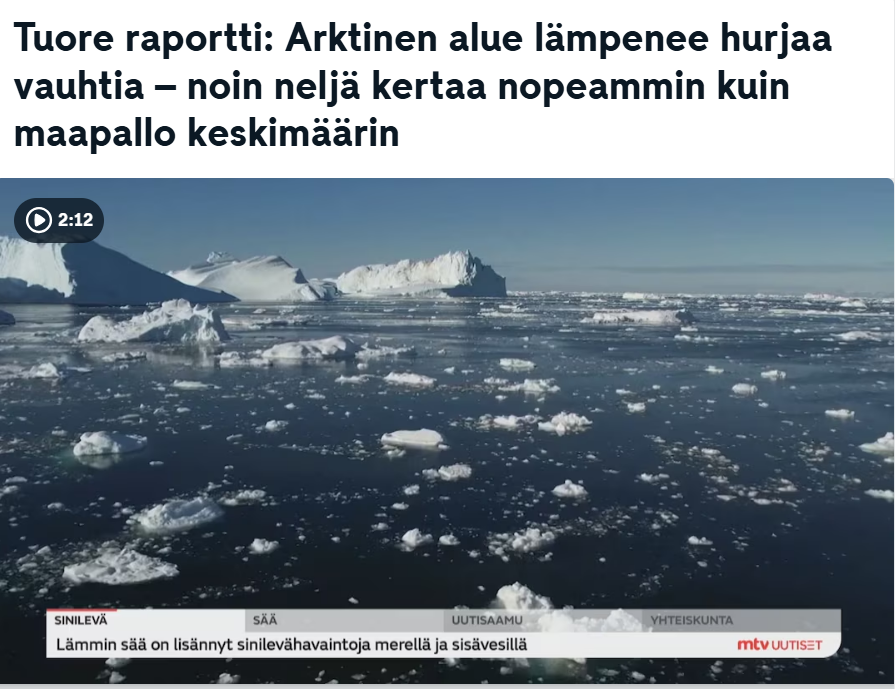 Tuore raportti: Arktinen alue lämpenee hurjaa
vauhtia – noin neljä kertaa nopeammin kuin
maapallo keskimäärin
2:12
SINILEVÄ SÄÄ UUTISAAMU YHTEISKUNTA
Lämmin sää on lisännyt sinilevähavaintoja merellä ja sisävesillä mtv UUTISET